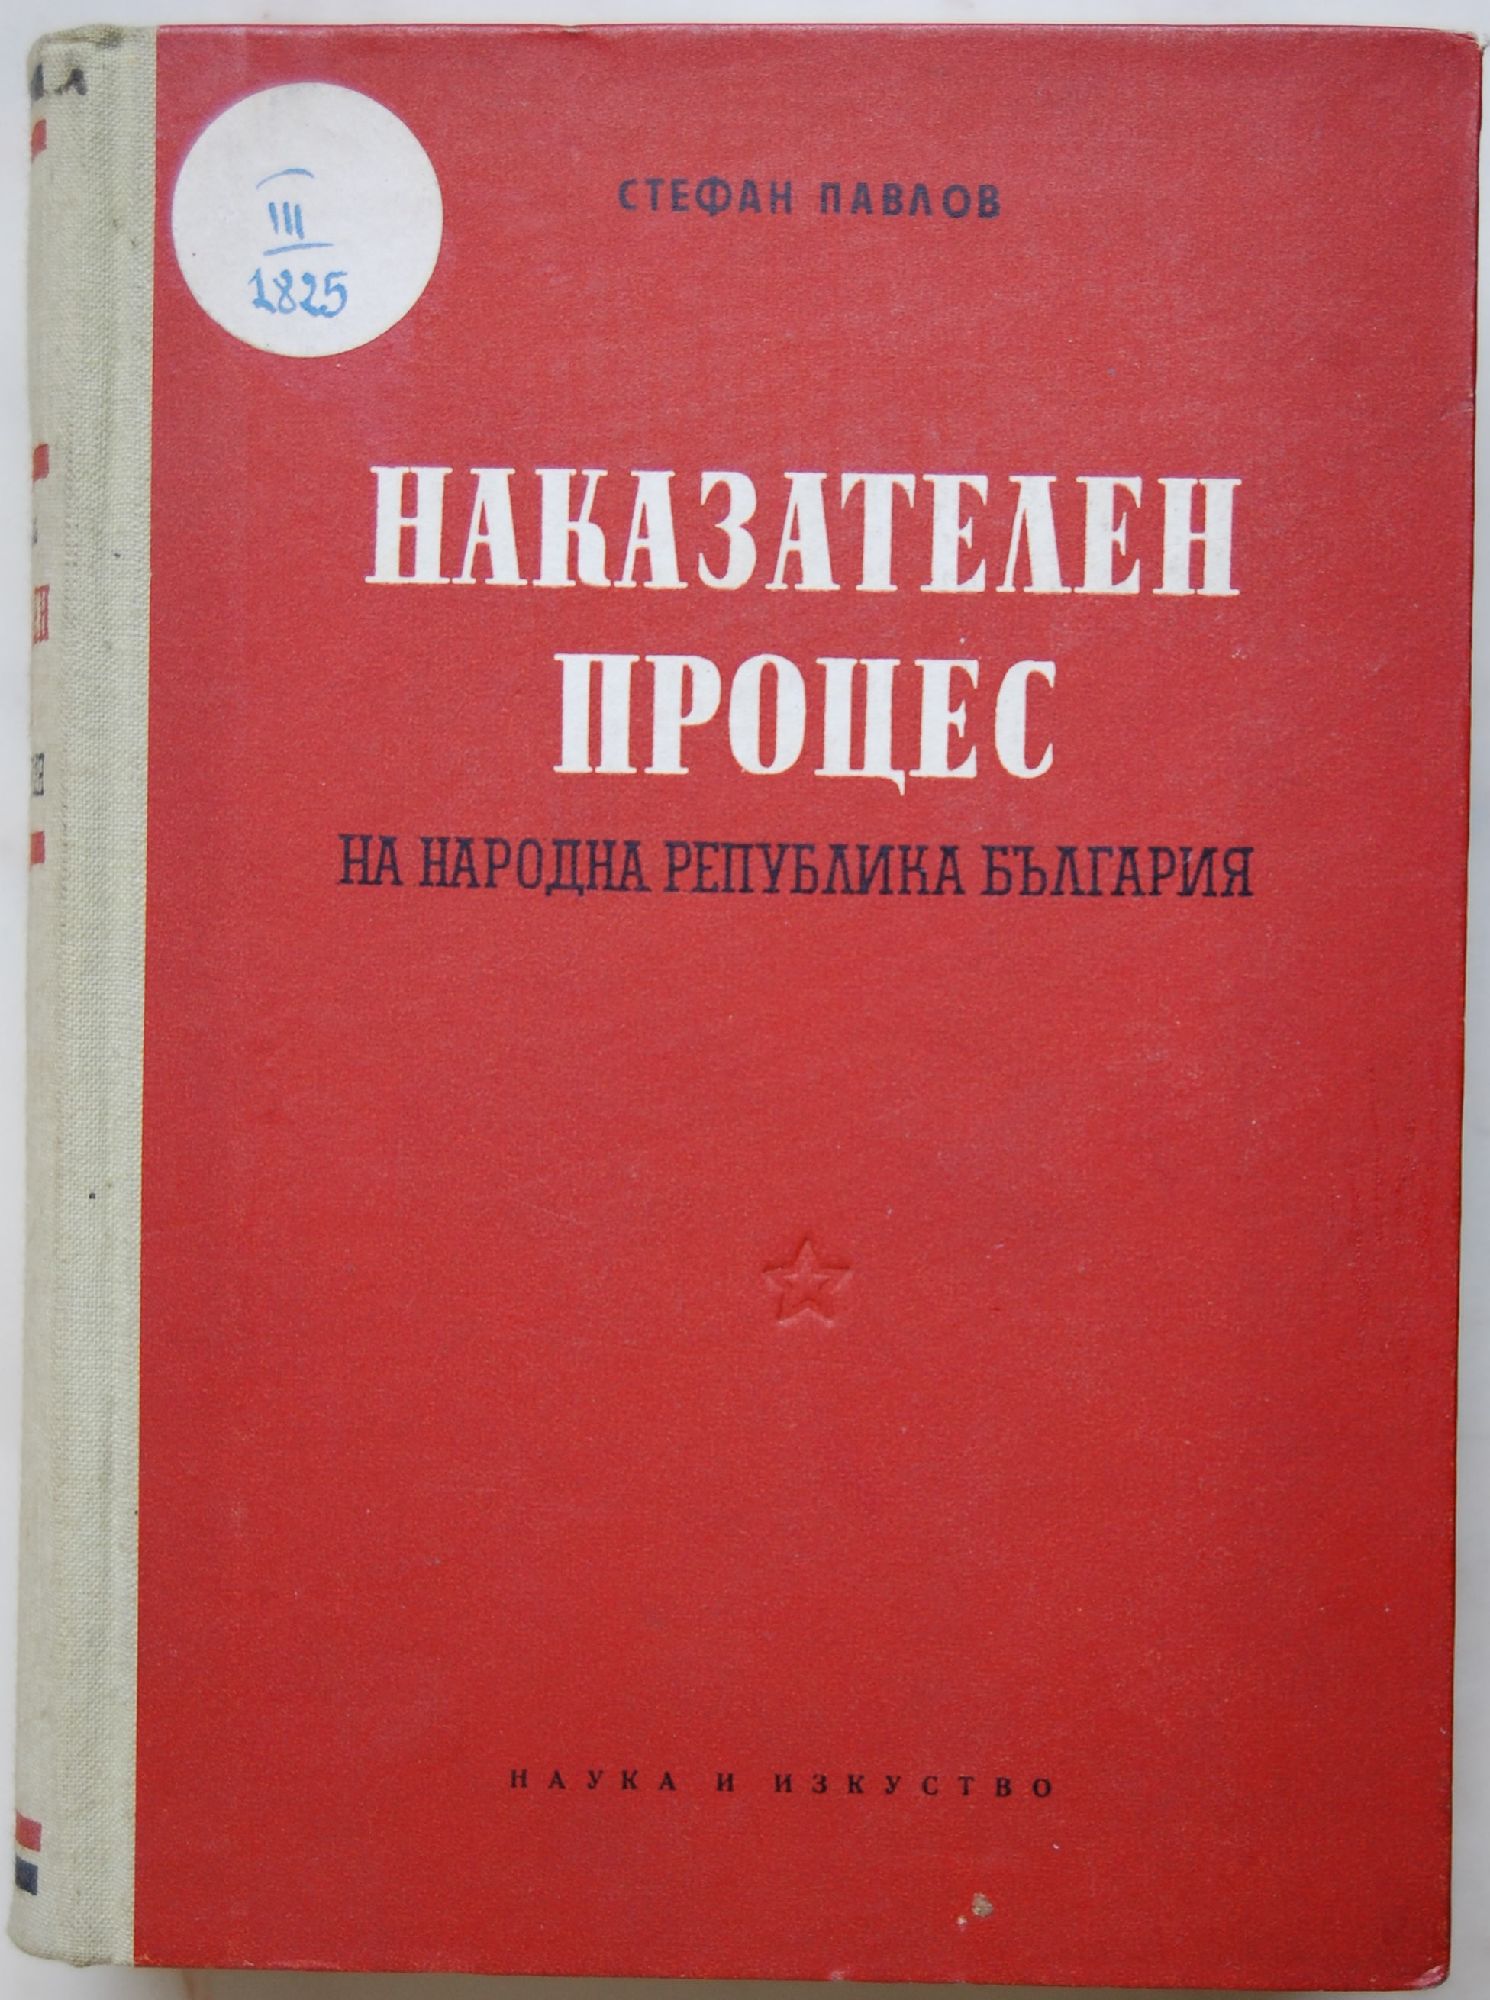 III
1825
СТЕФАН ПАВЛОВ
НАКАЗАТЕЛЕН
ПРОЦЕС
НА НАРОДНА РЕПУБЛИКА БЪЛГАРИЯ
НАУКА И ИЗКУСТВО